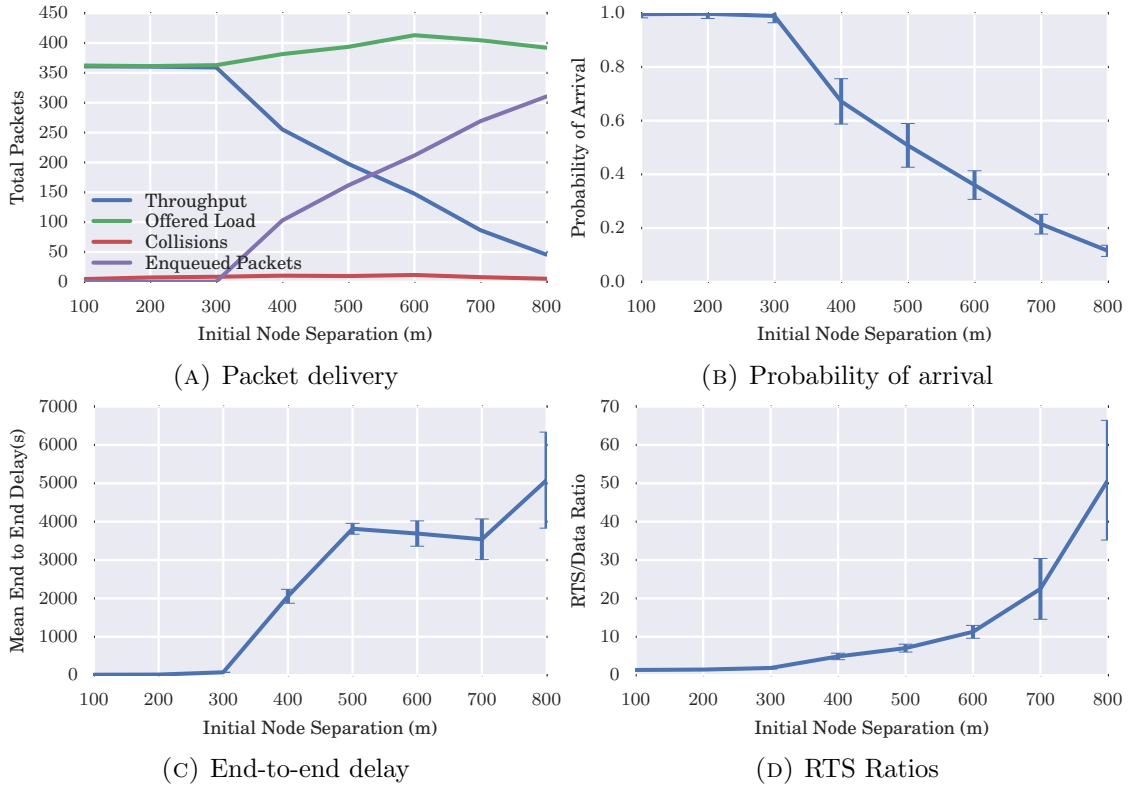 450
400
350
300
250
200
150
100
50
0
Total Packets
Throughput
Offered Load
Collisions
Enqueued Packets
100 200 300 400 500 600 700 800
Initial Node Separation (m)
(A) Packet delivery
1.0
0.8
0.6
0.4
0.2
0.0
Probability of Arrival
100 200 300 400 500 600 700 800
Initial Node Separation (m)
(B) Probability of arrival
7000
6000
5000
4000
3000
2000
1000
0
Mean End to End Delay(s)
100 200 300 400 500 600 700 800
Initial Node Separation (m)
(C) End-to-end delay
70
60
50
40
30
20
10
0
RTS/Data Ratio
100 200 300 400 500 600 700 800
Initial Node Separation (m)
(D) RTS Ratios